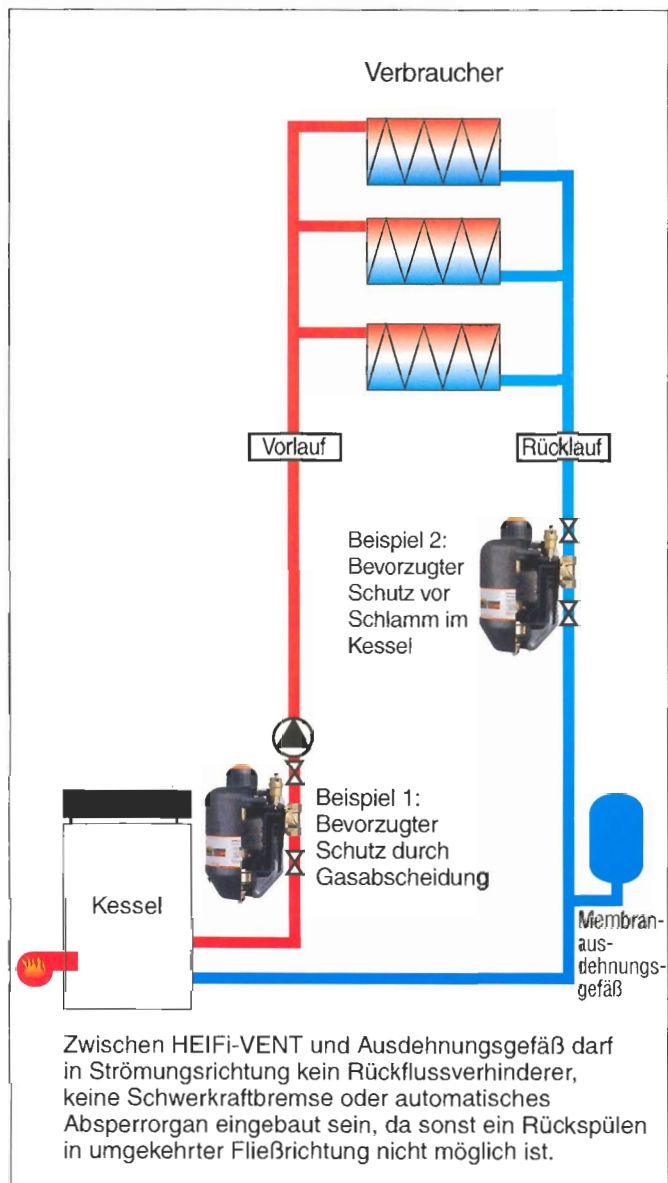 Verbraucher
Vorlauf
Rücklauf
Beispiel 2:
Bevorzugter
Schutz vor
Schlamm im
Kessel
Beispiel 1:
Bevorzugter
Schutz durch
Gasabscheidung
Kessel
Membran-
aus-
dehnungs-
gefäß
Zwischen HEIFi-VENT und Ausdehnungsgefäß darf
in Strömungsrichtung kein Rückflussverhinderer,
keine Schwerkraftbremse oder automatisches
Absperrorgan eingebaut sein, da sonst ein Rückspülen
in umgekehrter Fließrichtung nicht möglich ist.